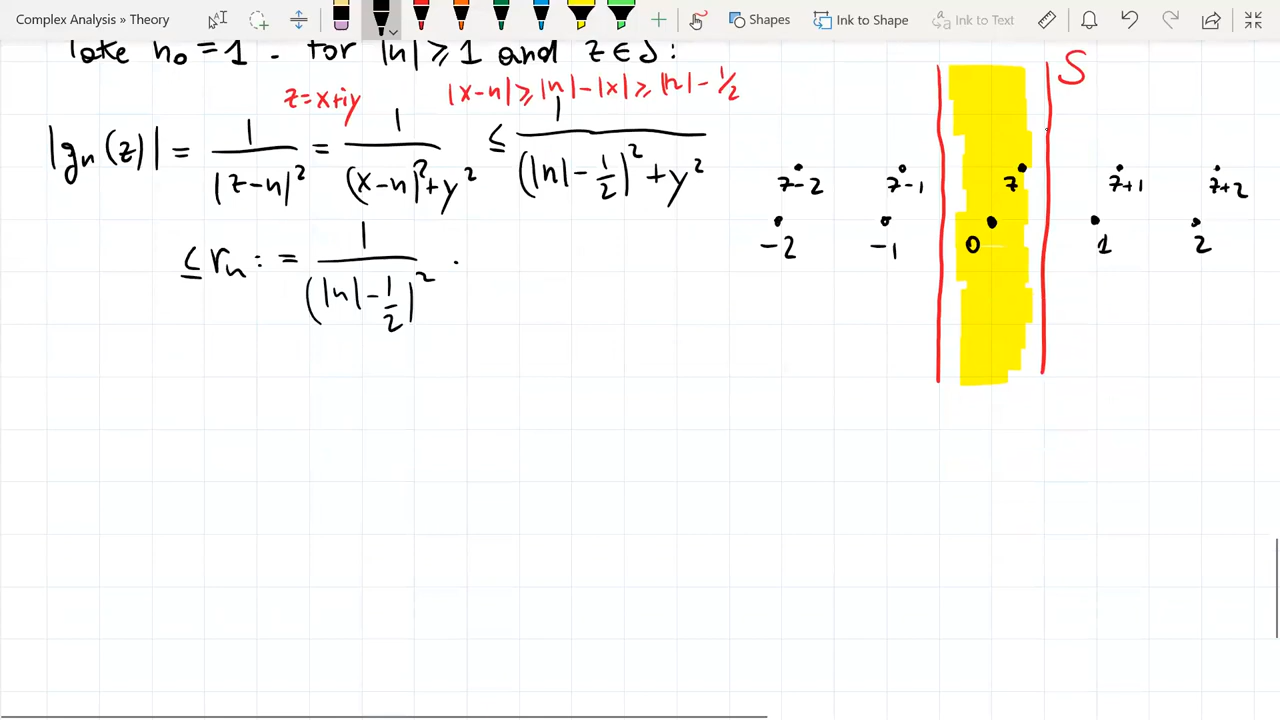 Complex Analysis » Theory
Shapes
Ink to Shape
Ink to Text
Take n₀ = 1. For |n| ⩾ 1 and z ∈ S:
z=x+iy
|x-n| ⩾ |n|-|x| ⩾ |n|-1/2
|gₙ(z)| = 1/|z-n|² = 1/((x-n)²+y²) ≤ 1/((|n|-1/2)²+y²)
≤ rₙ := 1/(|n|-1/2)² .
S
z-2 z-1 z z+1 z+2
-2 -1 0 1 2